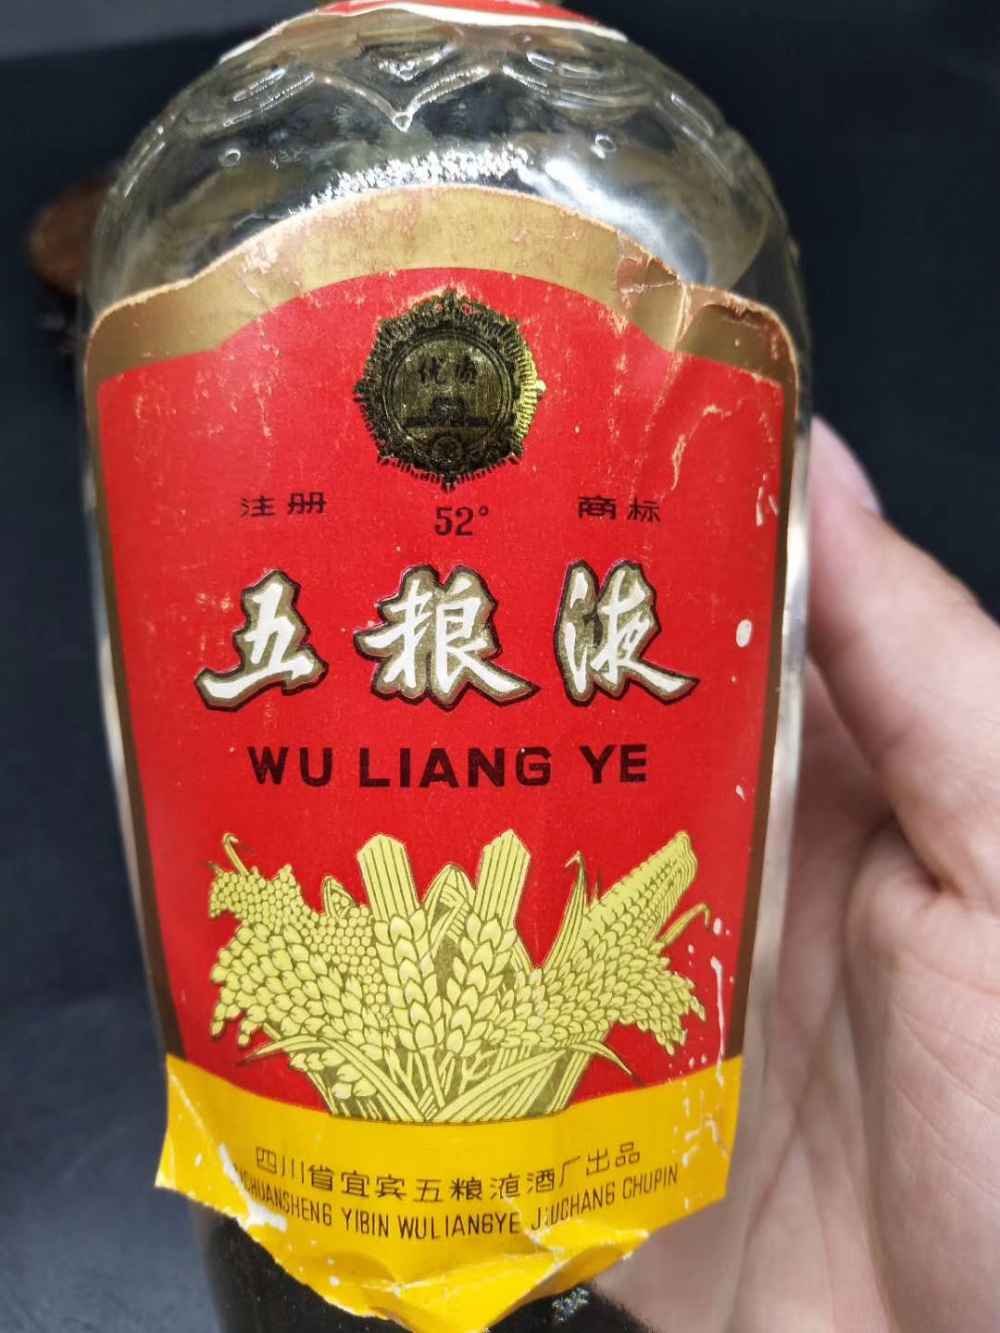 优质
注册 52° 商标
五粮液
WU LIANG YE
四川省宜宾五粮液酒厂出品
CHUANSHENG YIBIN WULIANGYE JIUCHANG CHUPIN